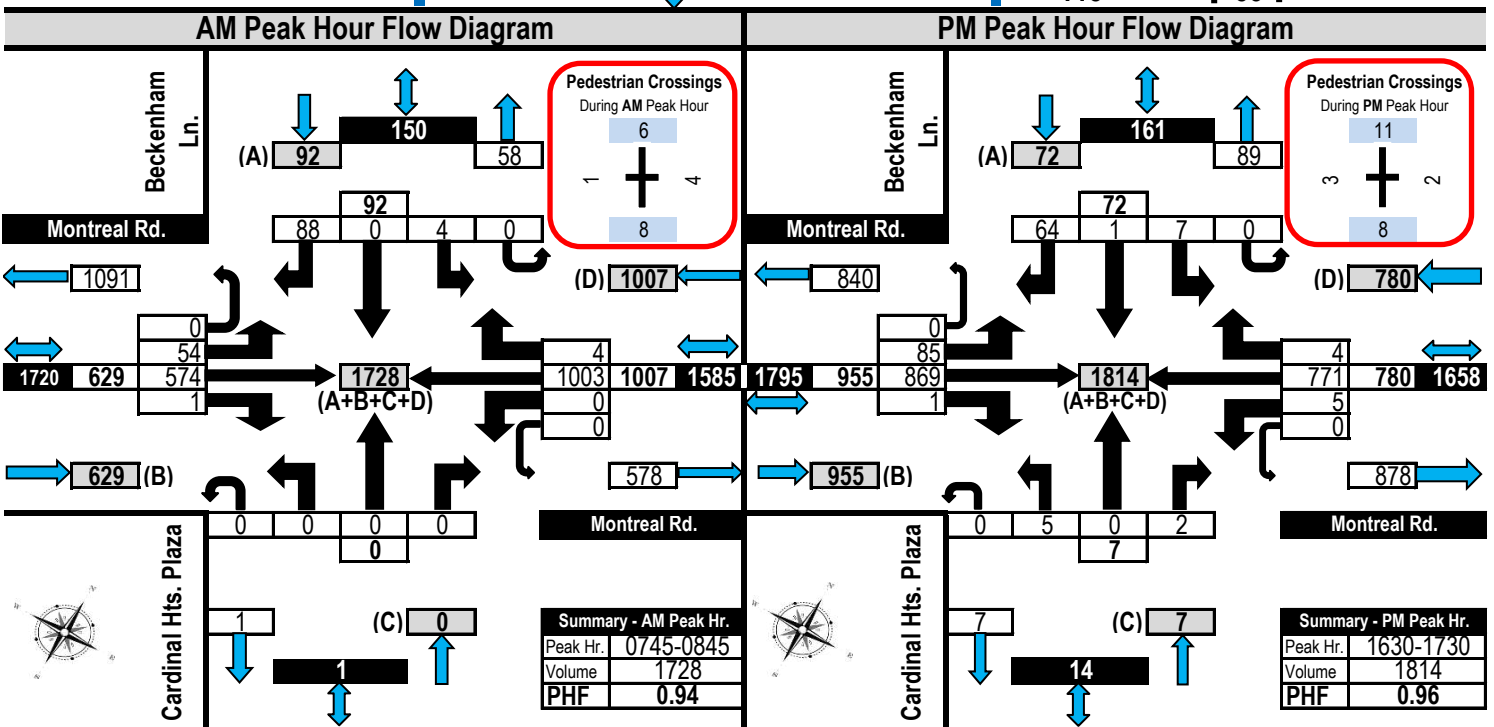 AM Peak Hour Flow Diagram
Beckenham
Ln.
Pedestrian Crossings
During AM Peak Hour
6
1 4
8
150
(A) 92 58
92
88 0 4 0
Montreal Rd.
1091
(D) 1007
0
54
1720 629 574
1
1728
(A+B+C+D)
4
1003 1007 1585
0
0
629 (B)
578
0 0 0 0
0
Montreal Rd.
Cardinal Hts. Plaza
1
(C) 0
1
Summary - AM Peak Hr.
Peak Hr. 0745-0845
Volume 1728
PHF 0.94
PM Peak Hour Flow Diagram
Beckenham
Ln.
Pedestrian Crossings
During PM Peak Hour
11
3 2
8
161
(A) 72 89
72
64 1 7 0
Montreal Rd.
840
(D) 780
0
85
1795 955 869
1
1814
(A+B+C+D)
4
771 780 1658
5
0
955 (B)
878
0 5 0 2
7
Montreal Rd.
Cardinal Hts. Plaza
7
(C) 7
14
Summary - PM Peak Hr.
Peak Hr. 1630-1730
Volume 1814
PHF 0.96